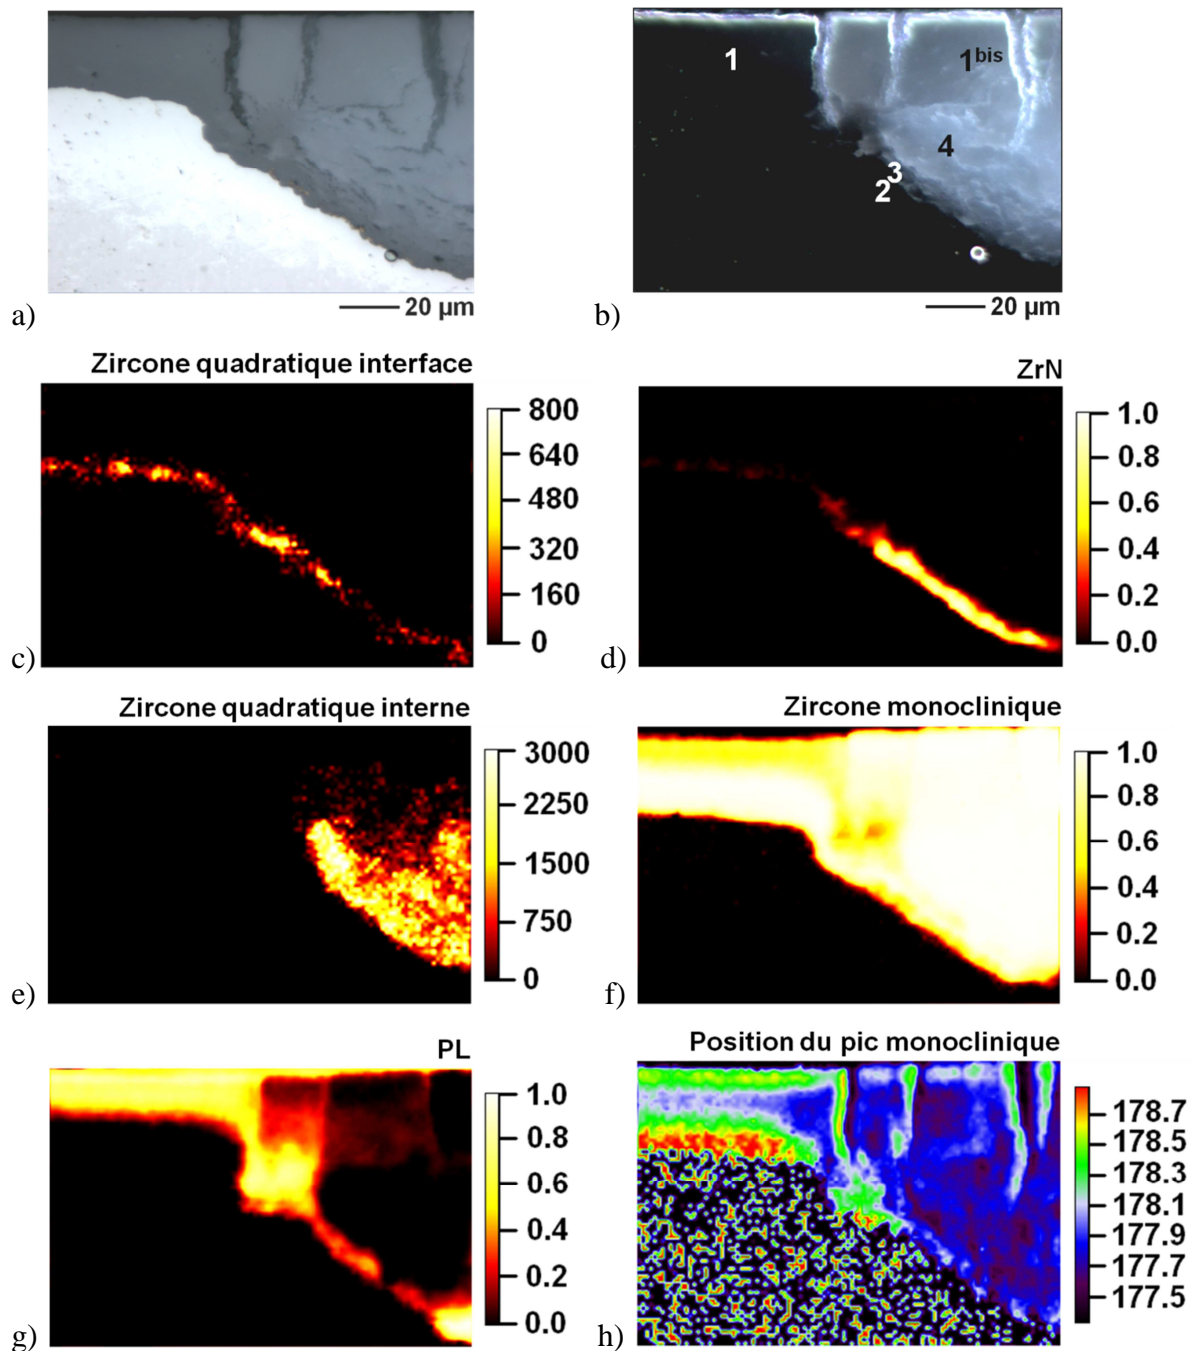 1
1bis
4
3
2
20 µm
20 µm
a)
b)
Zircone quadratique interface
ZrN
800
640
480
320
160
0
1.0
0.8
0.6
0.4
0.2
0.0
c)
d)
Zircone quadratique interne
Zircone monoclinique
3000
2250
1500
750
0
1.0
0.8
0.6
0.4
0.2
0.0
e)
f)
PL
Position du pic monoclinique
1.0
0.8
0.6
0.4
0.2
0.0
178.7
178.5
178.3
178.1
177.9
177.7
177.5
g)
h)